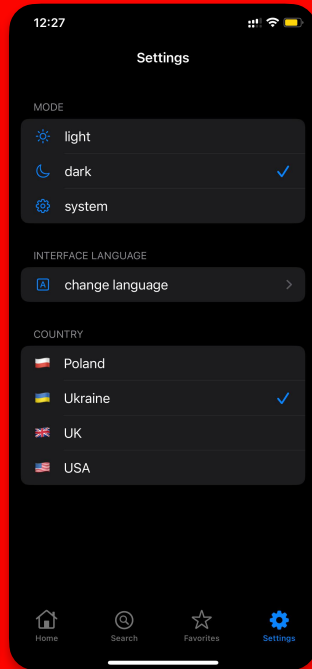 12:27
Settings
MODE
light
dark
system
INTERFACE LANGUAGE
A change language
COUNTRY
Poland
Ukraine
UK
USA
Home Search Favorites Settings